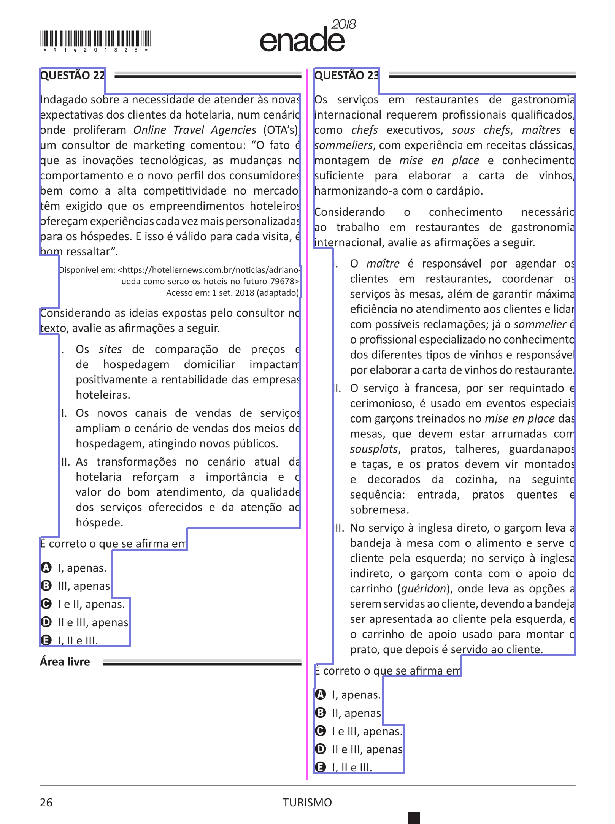 *R1420182625*
enade2018
QUESTÃO 22
Indagado sobre a necessidade de atender às novas
expectativas dos clientes da hotelaria, num cenário
onde proliferam Online Travel Agencies (OTA's)
um consultor de marketing comentou: “O fato é
que as inovações tecnológicas, as mudanças no
comportamento e o novo perfil dos consumidores
bem como a alta competitividade no mercado
têm exigido que os empreendimentos hoteleiros
ofereçam experiências cada vez mais personalizadas
para os hóspedes. E isso é válido para cada visita, é
bom ressaltar”.
Disponível em: <https://hoteliernews.com.br/noticias/adriano-
ueda-como-serao-os-hoteis-no-futuro-79678>
Acesso em: 1 set. 2018 (adaptado)
Considerando as ideias expostas pelo consultor no
texto, avalie as afirmações a seguir.
I. Os sites de comparação de preços e
de hospedagem domiciliar impactam
positivamente a rentabilidade das empresas
hoteleiras.
II. Os novos canais de vendas de serviços
ampliam o cenário de vendas dos meios de
hospedagem, atingindo novos públicos.
III. As transformações no cenário atual da
hotelaria reforçam a importância e o
valor do bom atendimento, da qualidade
dos serviços oferecidos e da atenção ao
hóspede.
É correto o que se afirma em
A I, apenas.
B III, apenas
C I e II, apenas.
D II e III, apenas
E I, II e III.
Área livre
QUESTÃO 23
Os serviços em restaurantes de gastronomia
internacional requerem profissionais qualificados,
como chefs executivos, sous chefs, maîtres e
sommeliers, com experiência em receitas clássicas,
montagem de mise en place e conhecimento
suficiente para elaborar a carta de vinhos,
harmonizando-a com o cardápio.
Considerando o conhecimento necessário
ao trabalho em restaurantes de gastronomia
internacional, avalie as afirmações a seguir.
I. O maître é responsável por agendar os
clientes em restaurantes, coordenar os
serviços às mesas, além de garantir máxima
eficiência no atendimento aos clientes e lidar
com possíveis reclamações; já o sommelier é
o profissional especializado no conhecimento
dos diferentes tipos de vinhos e responsável
por elaborar a carta de vinhos do restaurante.
II. O serviço à francesa, por ser requintado e
cerimonioso, é usado em eventos especiais
com garçons treinados no mise en place das
mesas, que devem estar arrumadas com
sousplats, pratos, talheres, guardanapos
e taças, e os pratos devem vir montados
e decorados da cozinha, na seguinte
sequência: entrada, pratos quentes e
sobremesa.
III. No serviço à inglesa direto, o garçom leva a
bandeja à mesa com o alimento e serve o
cliente pela esquerda; no serviço à inglesa
indireto, o garçom conta com o apoio do
carrinho (guéridon), onde leva as opções a
serem servidas ao cliente, devendo a bandeja
ser apresentada ao cliente pela esquerda, e
o carrinho de apoio usado para montar o
prato, que depois é servido ao cliente.
É correto o que se afirma em
A I, apenas.
B II, apenas
C I e III, apenas.
D II e III, apenas
E I, II e III.
26
TURISMO